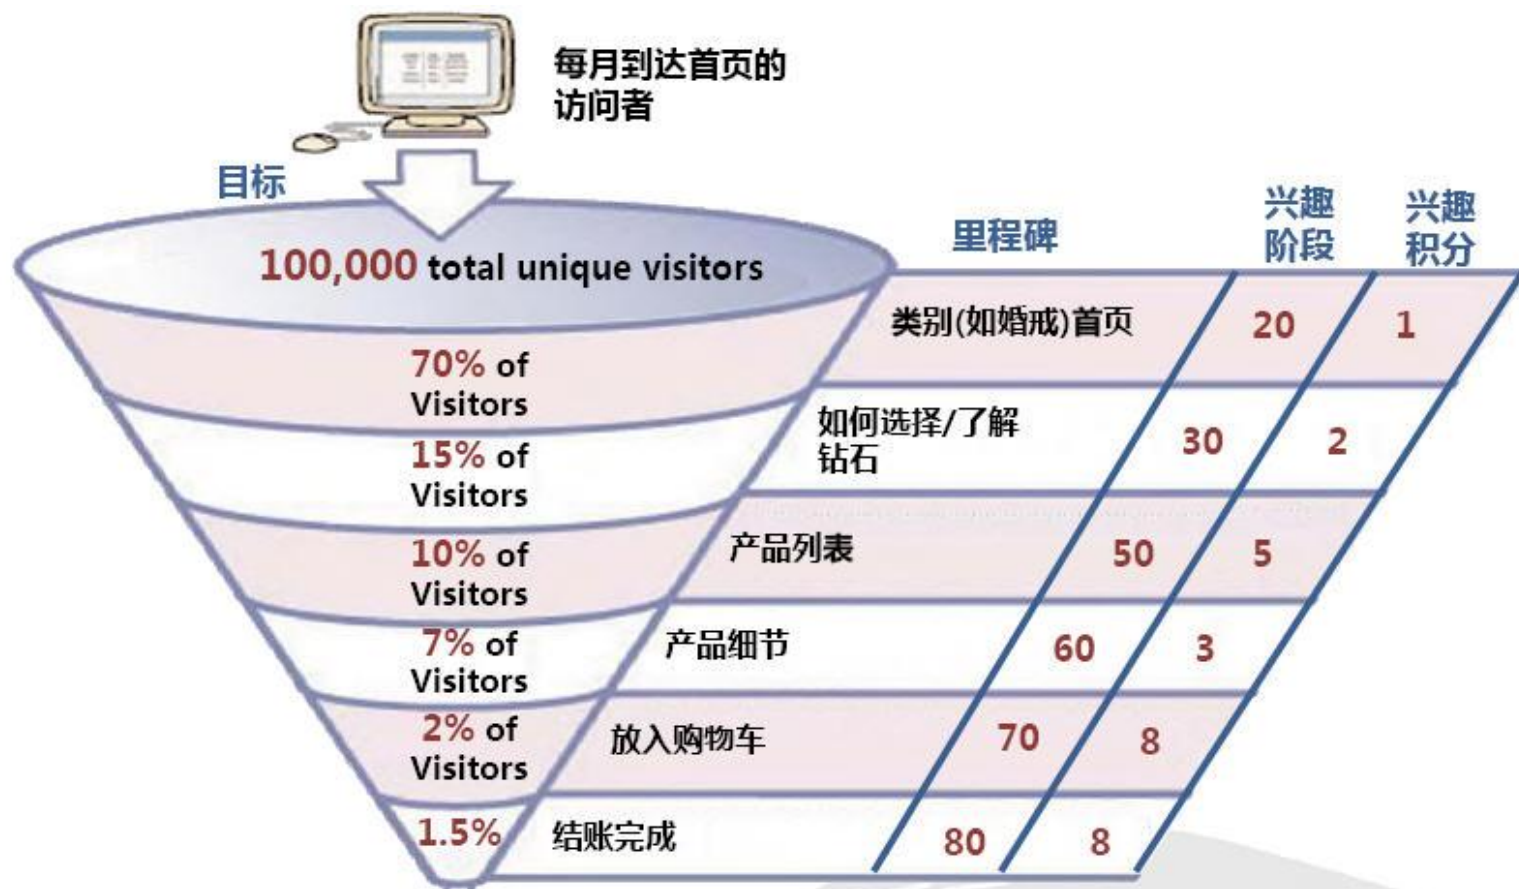 每月到达首页的
访问者
目标
里程碑
兴趣
阶段
兴趣
积分
100,000 total unique visitors
70% of
Visitors
类别(如婚戒)首页
20
1
15% of
Visitors
如何选择/了解
钻石
30
2
10% of
Visitors
产品列表
50
5
7% of
Visitors
产品细节
60
3
2% of
Visitors
放入购物车
70
8
1.5%
结账完成
80
8